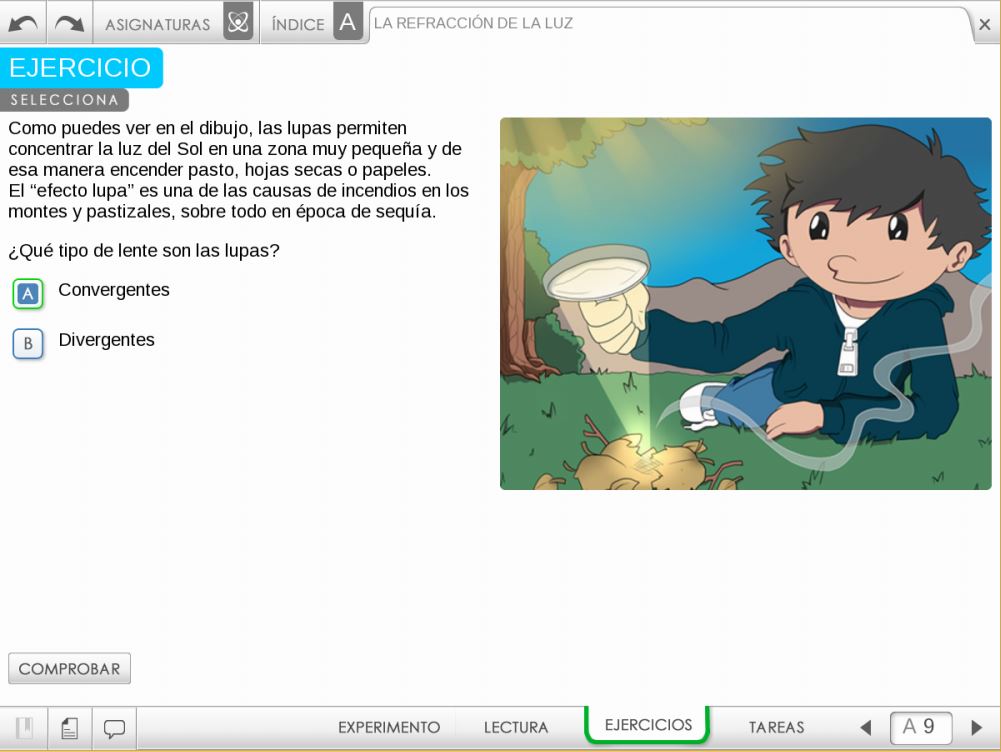 ASIGNATURAS ÍNDICE A LA REFRACCIÓN DE LA LUZ
EJERCICIO
SELECCIONA
Como puedes ver en el dibujo, las lupas permiten
concentrar la luz del Sol en una zona muy pequeña y de
esa manera encender pasto, hojas secas o papeles.
El “efecto lupa” es una de las causas de incendios en los
montes y pastizales, sobre todo en época de sequía.
¿Qué tipo de lente son las lupas?
A Convergentes
B Divergentes
COMPROBAR
EXPERIMENTO LECTURA EJERCICIOS TAREAS A 9